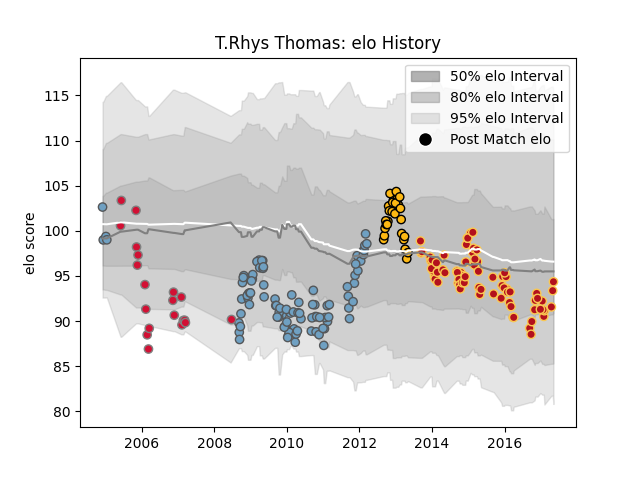 T.Rhys Thomas: elo History
50% elo Interval
80% elo Interval
95% elo Interval
Post Match elo
elo score
115
110
105
100
95
90
85
80
2006 2008 2010 2012 2014 2016